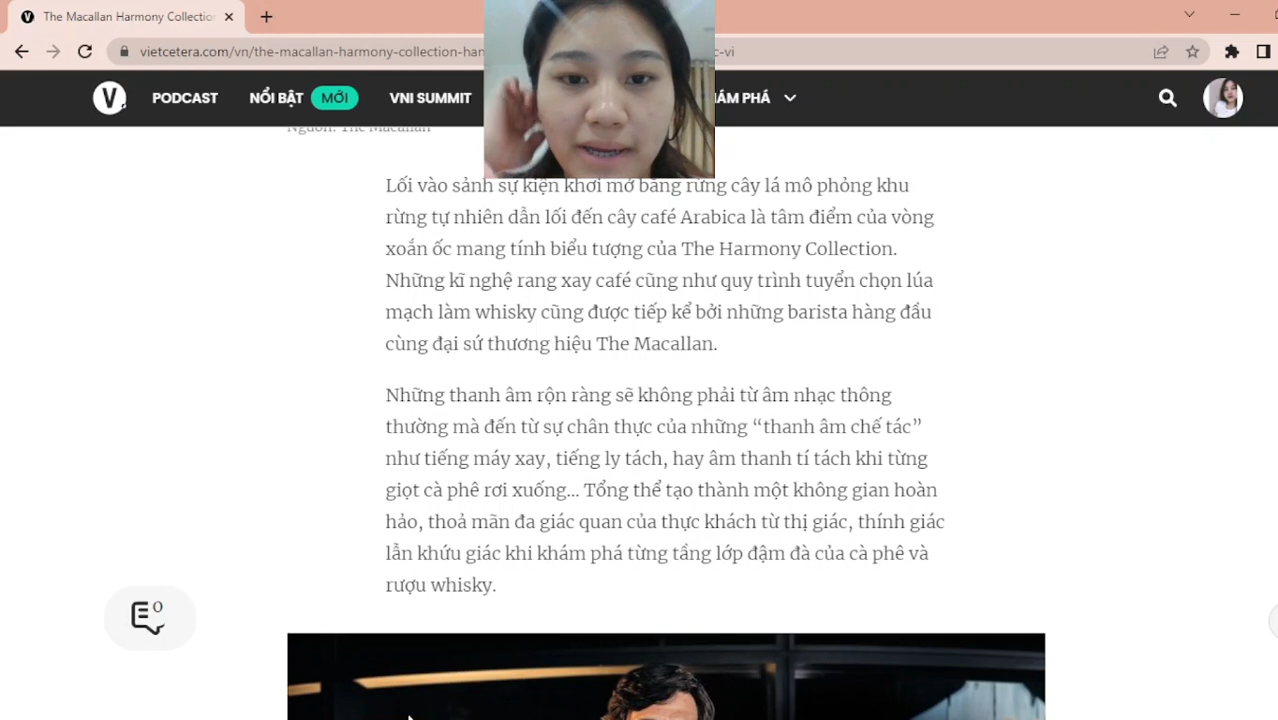 The Macallan Harmony Collectio
vietcetera.com/vn/the-macallan-harmony-collection-han
c-vi
PODCAST NỔI BẬT MỚI VNI SUMMIT ÁM PHÁ
Nguồn: The Macallan
Lối vào sảnh sự kiện khơi mở bằng rừng cây lá mô phỏng khu
rừng tự nhiên dẫn lối đến cây café Arabica là tâm điểm của vòng
xoắn ốc mang tính biểu tượng của The Harmony Collection.
Những kĩ nghệ rang xay café cũng như quy trình tuyển chọn lúa
mạch làm whisky cũng được tiếp kể bởi những barista hàng đầu
cùng đại sứ thương hiệu The Macallan.
Những thanh âm rộn ràng sẽ không phải từ âm nhạc thông
thường mà đến từ sự chân thực của những “thanh âm chế tác”
như tiếng máy xay, tiếng ly tách, hay âm thanh tí tách khi từng
giọt cà phê rơi xuống... Tổng thể tạo thành một không gian hoàn
hảo, thoả mãn đa giác quan của thực khách từ thị giác, thính giác
lẫn khứu giác khi khám phá từng tầng lớp đậm đà của cà phê và
rượu whisky.
0